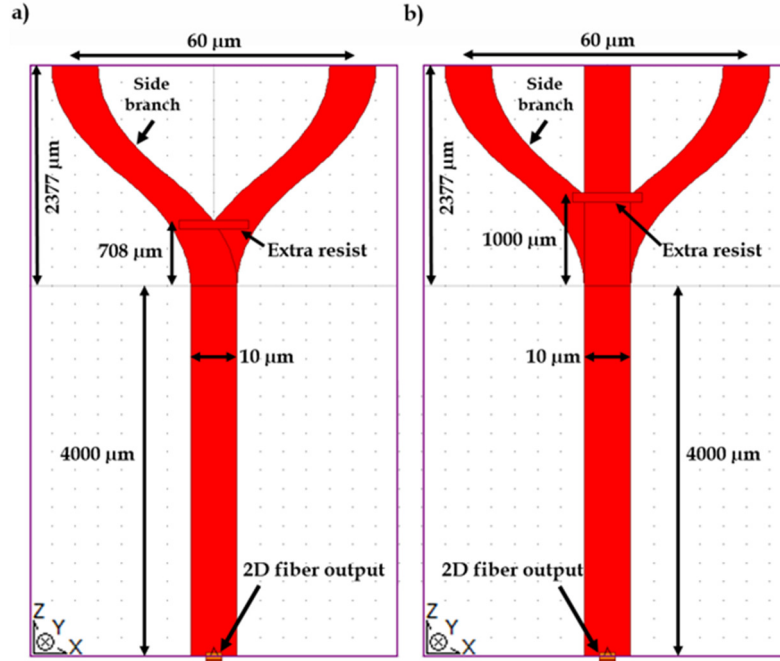 a)
60 μm
Side
branch
2377 μm
708 μm
Extra resist
10 μm
4000 μm
2D fiber output
Z
Y
X
b)
60 μm
Side
branch
2377 μm
1000 μm
Extra resist
10 μm
4000 μm
2D fiber output
Z
Y
X